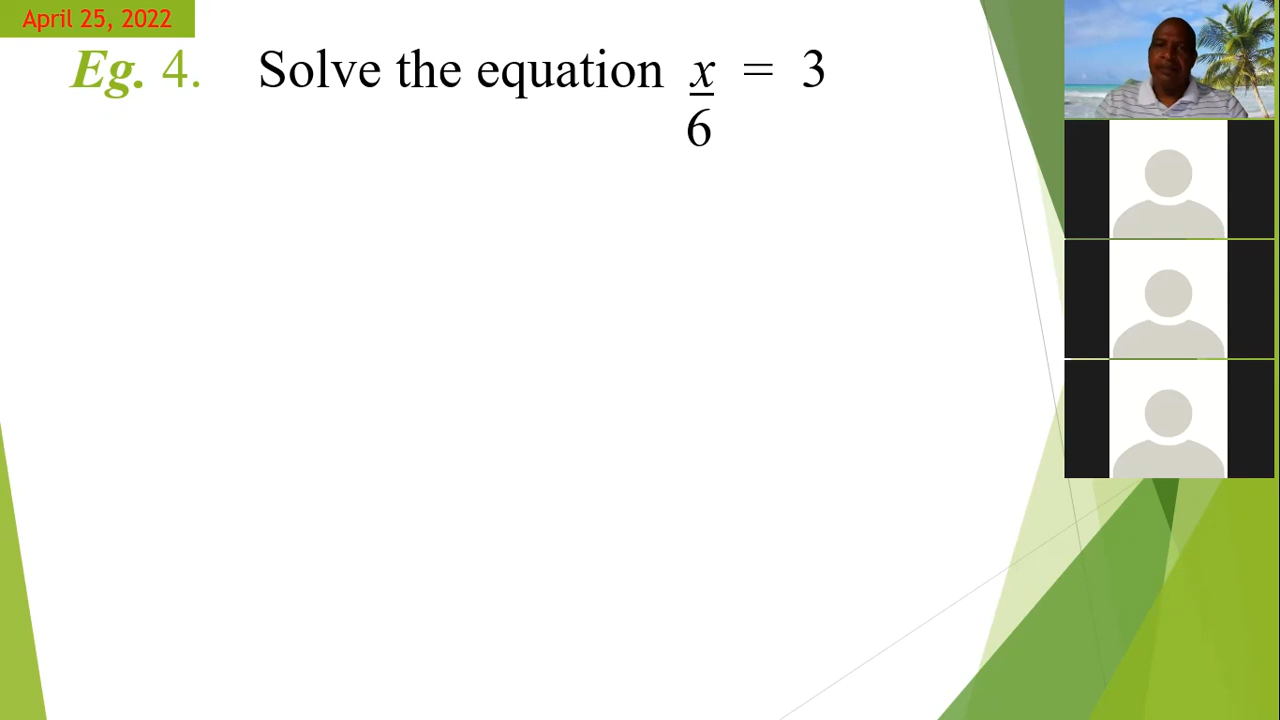 April 25, 2022
Eg. 4. Solve the equation x = 3
6